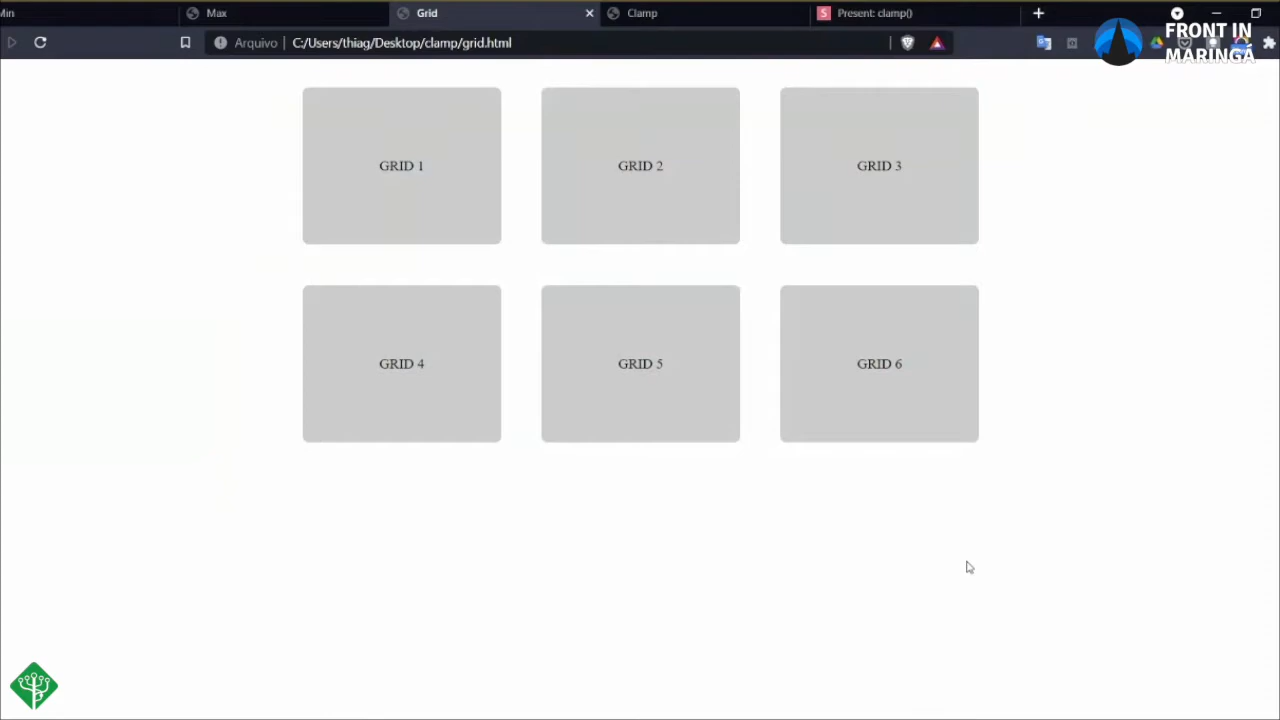 Min
Max
Grid
Clamp
S Present: clamp()
Arquivo C:/Users/thiag/Desktop/clamp/grid.html
FRONT IN
MARINGÁ
GRID 1
GRID 2
GRID 3
GRID 4
GRID 5
GRID 6